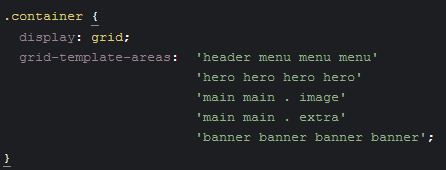 .container {
display: grid;
grid-template-areas: 'header menu menu menu'
'hero hero hero hero'
'main main . image'
'main main . extra'
'banner banner banner banner';
}